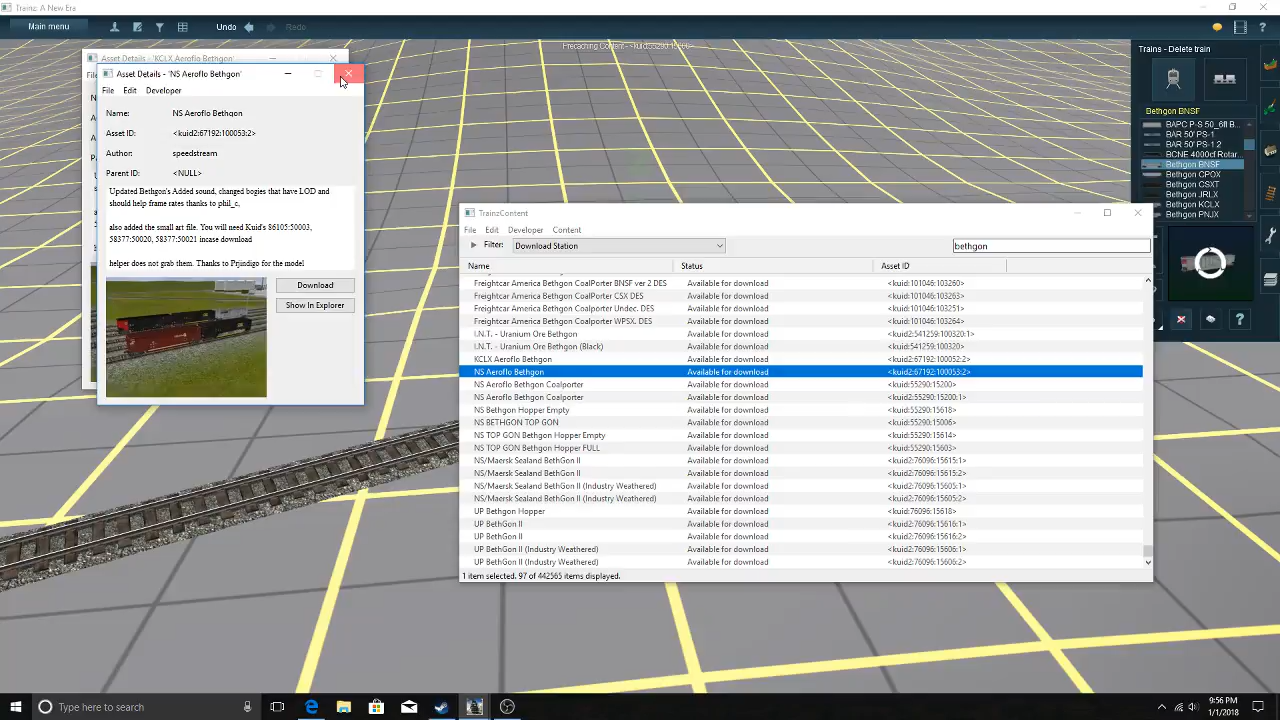 Trainz: A New Era
Main menu
Undo
Redo
Precaching Content - <kuid:55290:15006>
Trains - Delete train
Bethgon BNSF
BAPC P-S 50_6ft B...
BAR 50' PS-1
BAR 50' PS-1 2
BCNE 4000cf Rotar...
Bethgon BNSF
Bethgon CPOX
Bethgon CSXT
Bethgon JRLX
Bethgon KCLX
Bethgon PNJX
Asset Details - 'KCLX Aeroflo Bethgon'
Asset Details - 'NS Aeroflo Bethgon'
File Edit Developer
Name: NS Aeroflo Bethgon
Asset ID: <kuid2:67192:100053:2>
Author: speedstream
Parent ID: <NULL>
Updated Bethgon's Added sound, changed bogies that have LOD and
should help frame rates thanks to phil_c,
also added the small art file. You will need Kuid's 86105:50003,
58377:50020, 58377:50021 incase download
helper does not grab them. Thanks to Prjindigo for the model
Download
Show In Explorer
TrainzContent
File Edit Developer Content
Filter: Download Station bethgon
Name Status Asset ID
Freightcar America Bethgon CoalPorter BNSF ver 2 DES Available for download <kuid:101046:103260>
Freightcar America Bethgon CoalPorter CSX DES Available for download <kuid:101046:103263>
Freightcar America Bethgon CoalPorter Undec. DES Available for download <kuid:101046:103251>
Freightcar America Bethgon CoalPorter WPSX. DES Available for download <kuid:101046:103264>
I.N.T. - Uranium Ore Bethgon Available for download <kuid2:541259:100320:1>
I.N.T. - Uranium Ore Bethgon (Black) Available for download <kuid:541259:100320>
KCLX Aeroflo Bethgon Available for download <kuid2:67192:100052:2>
NS Aeroflo Bethgon Available for download <kuid2:67192:100053:2>
NS Aeroflo Bethgon Coalporter Available for download <kuid:55290:15200>
NS Aeroflo Bethgon Coalporter Available for download <kuid2:55290:15200:1>
NS Bethgon Hopper Empty Available for download <kuid:55290:15618>
NS BETHGON TOP GON Available for download <kuid:55290:15006>
NS TOP GON Bethgon Hopper Empty Available for download <kuid:55290:15614>
NS TOP GON Bethgon Hopper FULL Available for download <kuid:55290:15603>
NS/Maersk Sealand BethGon II Available for download <kuid2:76096:15615:1>
NS/Maersk Sealand BethGon II Available for download <kuid2:76096:15615:2>
NS/Maersk Sealand BethGon II (Industry Weathered) Available for download <kuid2:76096:15605:1>
NS/Maersk Sealand BethGon II (Industry Weathered) Available for download <kuid2:76096:15605:2>
UP Bethgon Hopper Available for download <kuid:76096:15618>
UP BethGon II Available for download <kuid2:76096:15616:1>
UP BethGon II Available for download <kuid2:76096:15616:2>
UP BethGon II (Industry Weathered) Available for download <kuid2:76096:15606:1>
UP BethGon II (Industry Weathered) Available for download <kuid2:76096:15606:2>
1 item selected, 97 of 442565 items displayed.
Type here to search
9:56 PM
1/1/2018